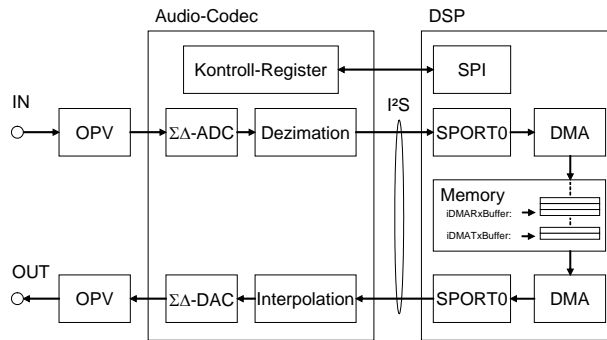 Audio-Codec
DSP
Kontroll-Register
SPI
IN
I²S
OPV
ΣΔ-ADC
Dezimation
SPORT0
DMA
Memory
iDMARxBuffer:
iDMATxBuffer:
OUT
OPV
ΣΔ-DAC
Interpolation
SPORT0
DMA